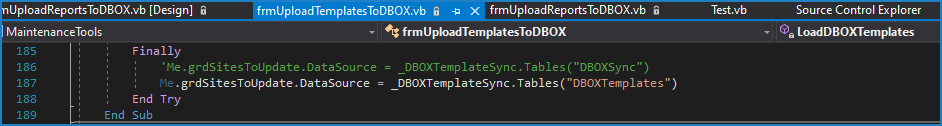 mUploadReportsToDBOX.vb [Design] frmUploadTemplatesToDBOX.vb frmUploadReportsToDBOX.vb Test.vb Source Control Explorer
MaintenanceTools frmUploadTemplatesToDBOX LoadDBOXTemplates
185 Finally
186 'Me.grdSitesToUpdate.DataSource = _DBOXTemplateSync.Tables("DBOXSync")
187 Me.grdSitesToUpdate.DataSource = _DBOXTemplateSync.Tables("DBOXTemplates")
188 End Try
189 End Sub